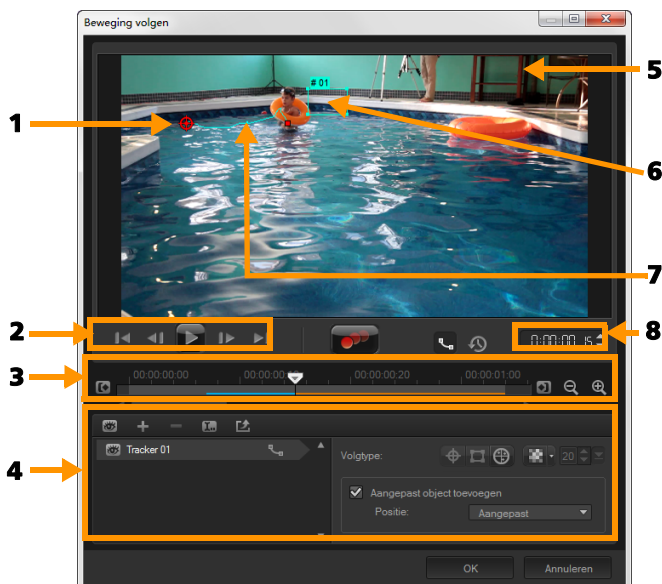 Beweging volgen
# 01
1
5
6
7
2
8
0:00:00.15
3
00:00:00:00
00:00:00
00:00:00:20
00:00:01:00
4
Tracker 01
Volgtype:
20
Aangepast object toevoegen
Positie:
Aangepast
OK
Annuleren